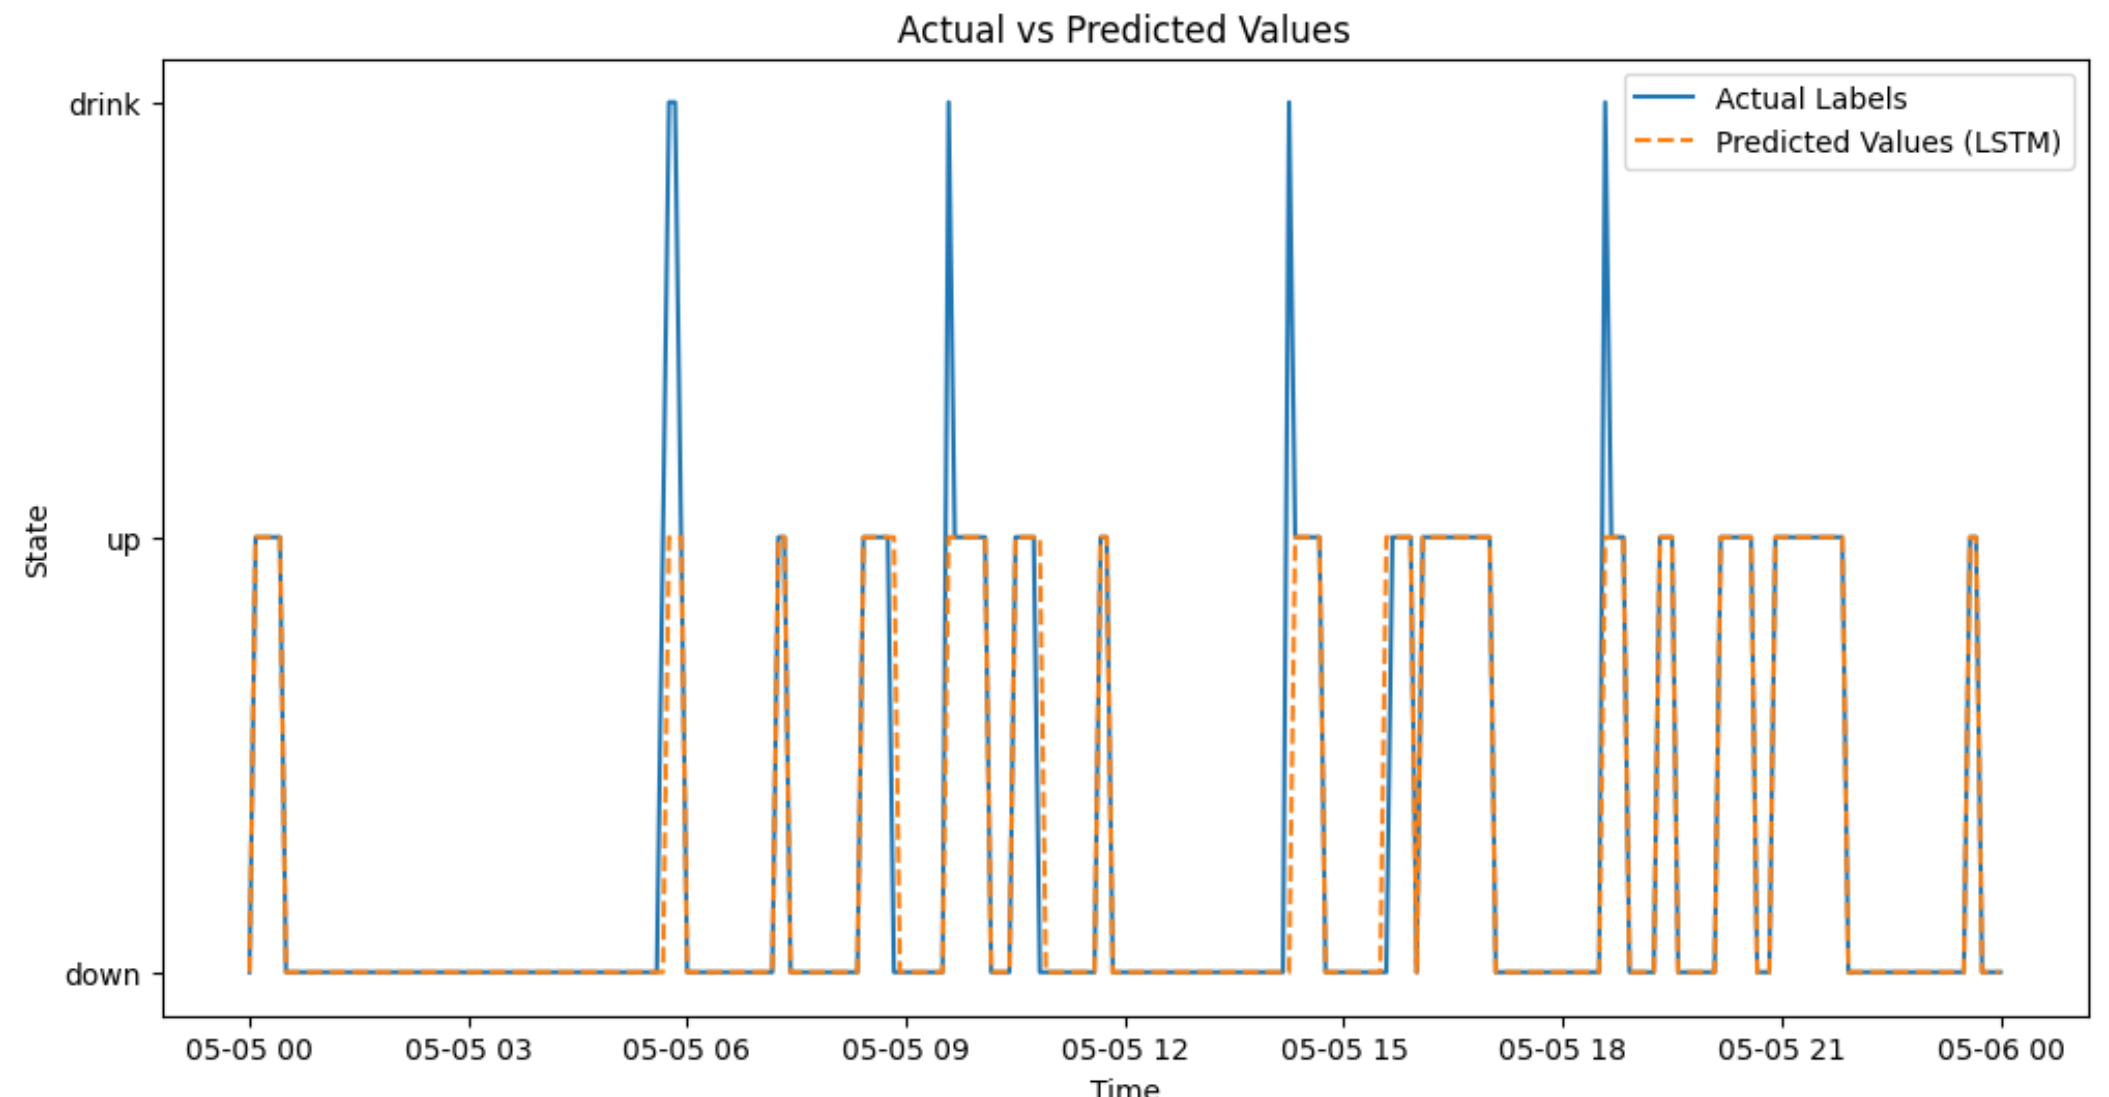 Actual vs Predicted Values
Actual Labels
Predicted Values (LSTM)
drink
up
down
State
05-05 00
05-05 03
05-05 06
05-05 09
05-05 12
05-05 15
05-05 18
05-05 21
05-06 00
Time